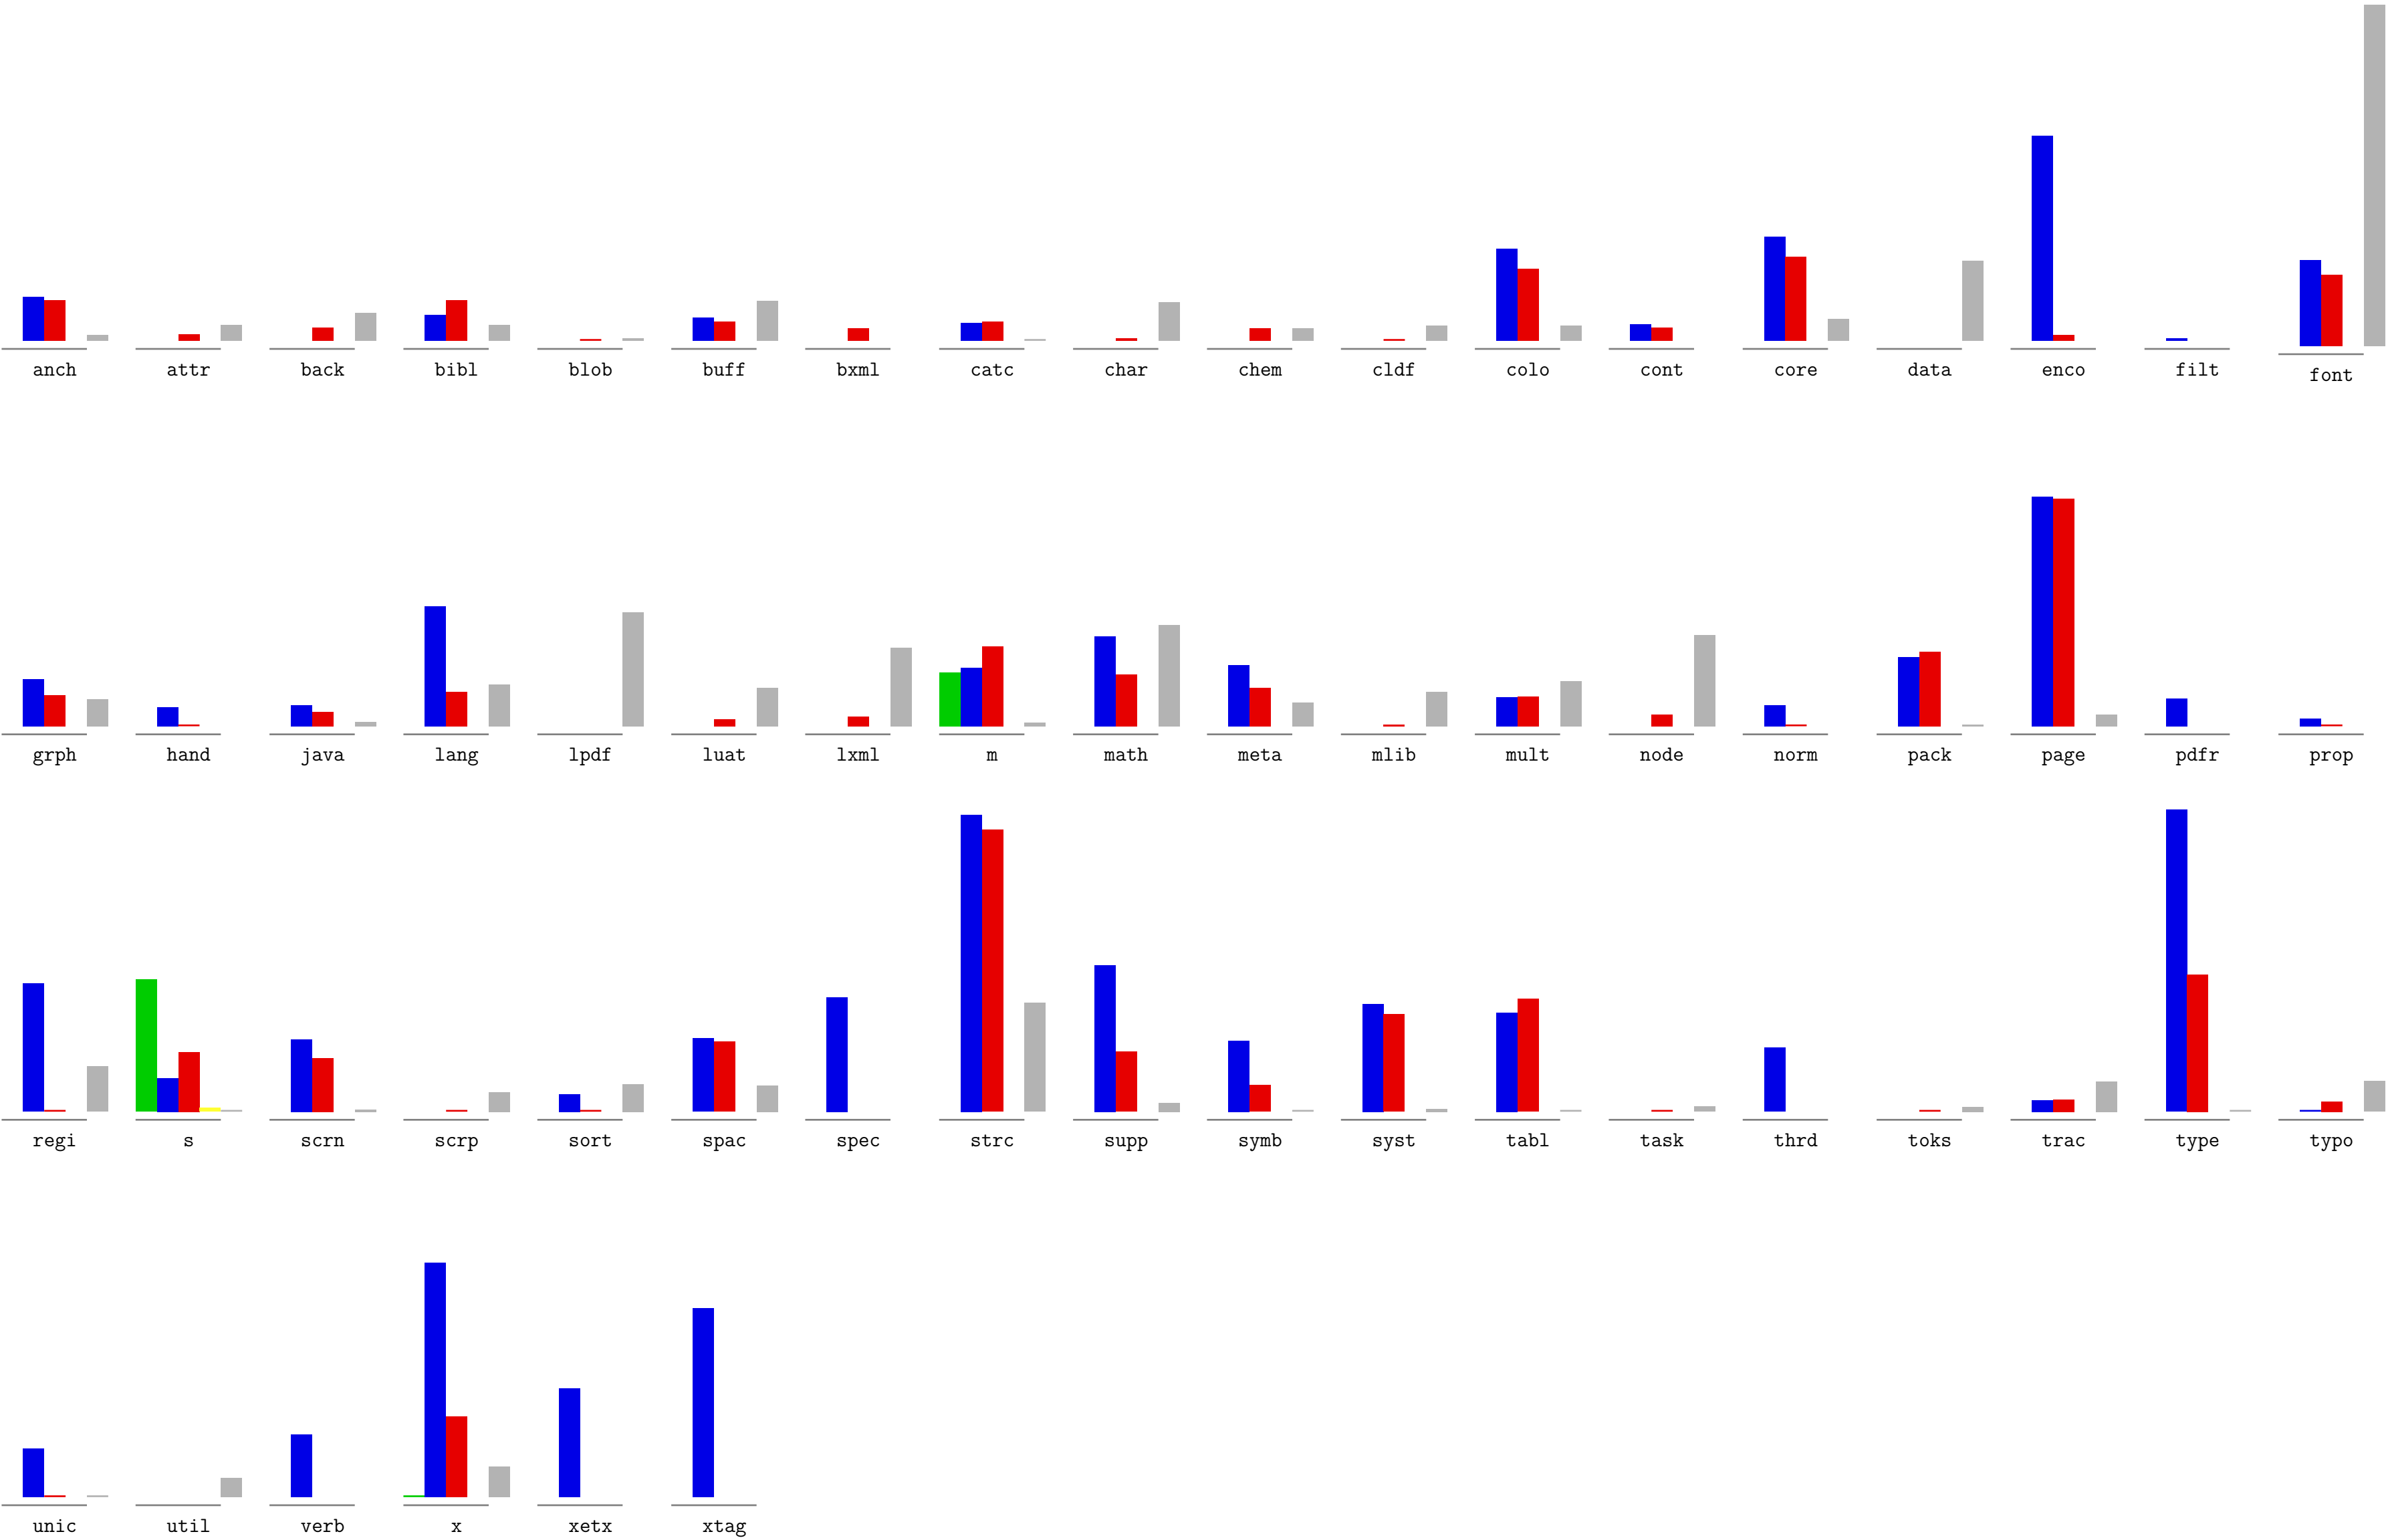 anch attr back bibl blob buff bxml catc char chem cldf colo cont core data enco filt font
grph hand java lang lpdf luat lxml m math meta mlib mult node norm pack page pdfr prop
regi s scrn scrp sort spac spec strc supp symb syst tabl task thrd toks trac type typo
unic util verb x xetx xtag